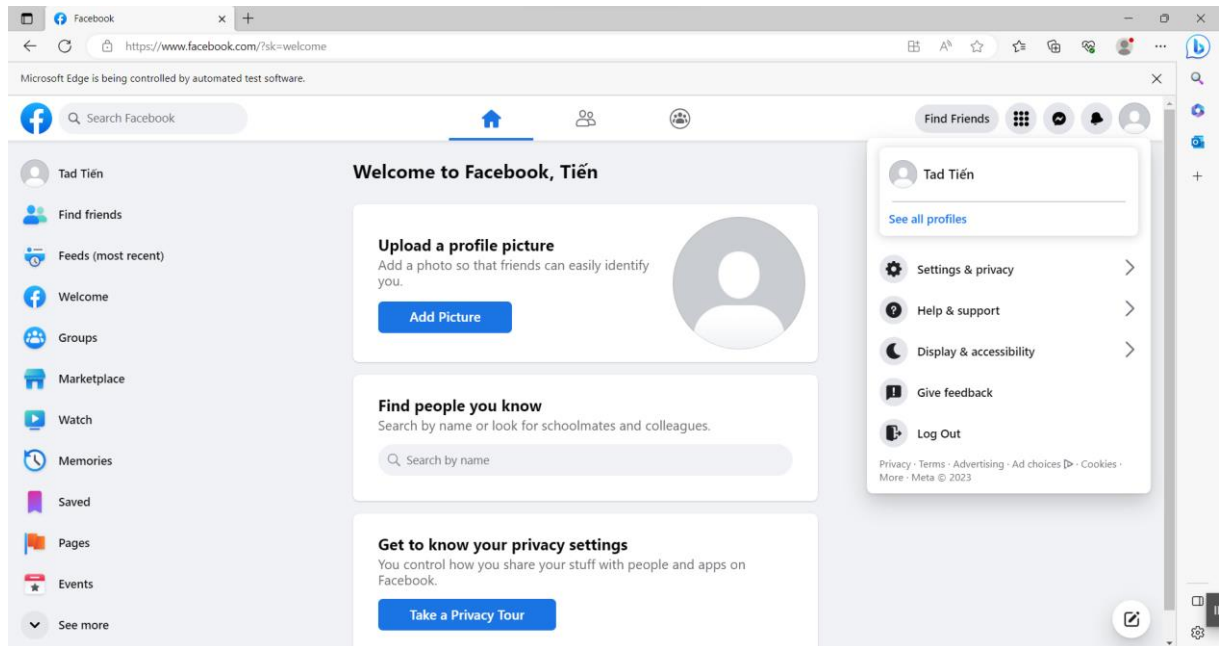 Facebook
https://www.facebook.com/?sk=welcome
Microsoft Edge is being controlled by automated test software.
Search Facebook
Find Friends
Tad Tiến
Find friends
Feeds (most recent)
Welcome
Groups
Marketplace
Watch
Memories
Saved
Pages
Events
See more
Welcome to Facebook, Tiến
Upload a profile picture
Add a photo so that friends can easily identify
you.
Add Picture
Find people you know
Search by name or look for schoolmates and colleagues.
Search by name
Get to know your privacy settings
You control how you share your stuff with people and apps on
Facebook.
Take a Privacy Tour
Tad Tiến
See all profiles
Settings & privacy
Help & support
Display & accessibility
Give feedback
Log Out
Privacy · Terms · Advertising · Ad choices · Cookies ·
More · Meta © 2023